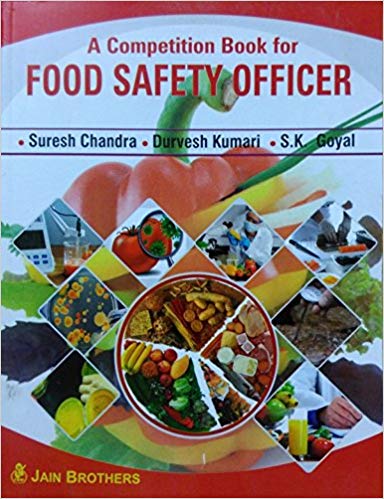 A Competition Book for
FOOD SAFETY OFFICER
• Suresh Chandra • Durvesh Kumari • S.K. Goyal
JAIN BROTHERS